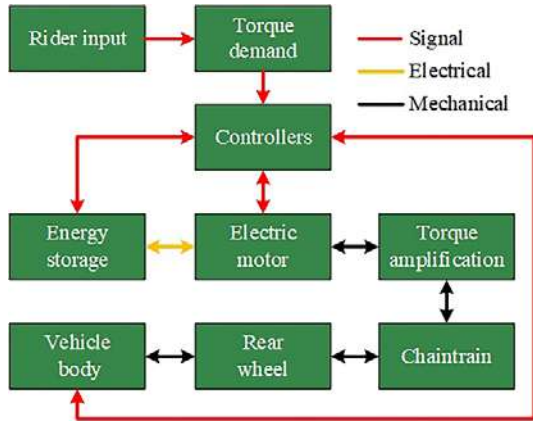 Rider input
Torque
demand
Signal
Electrical
Mechanical
Controllers
Energy
storage
Electric
motor
Torque
amplification
Vehicle
body
Rear
wheel
Chaintrain